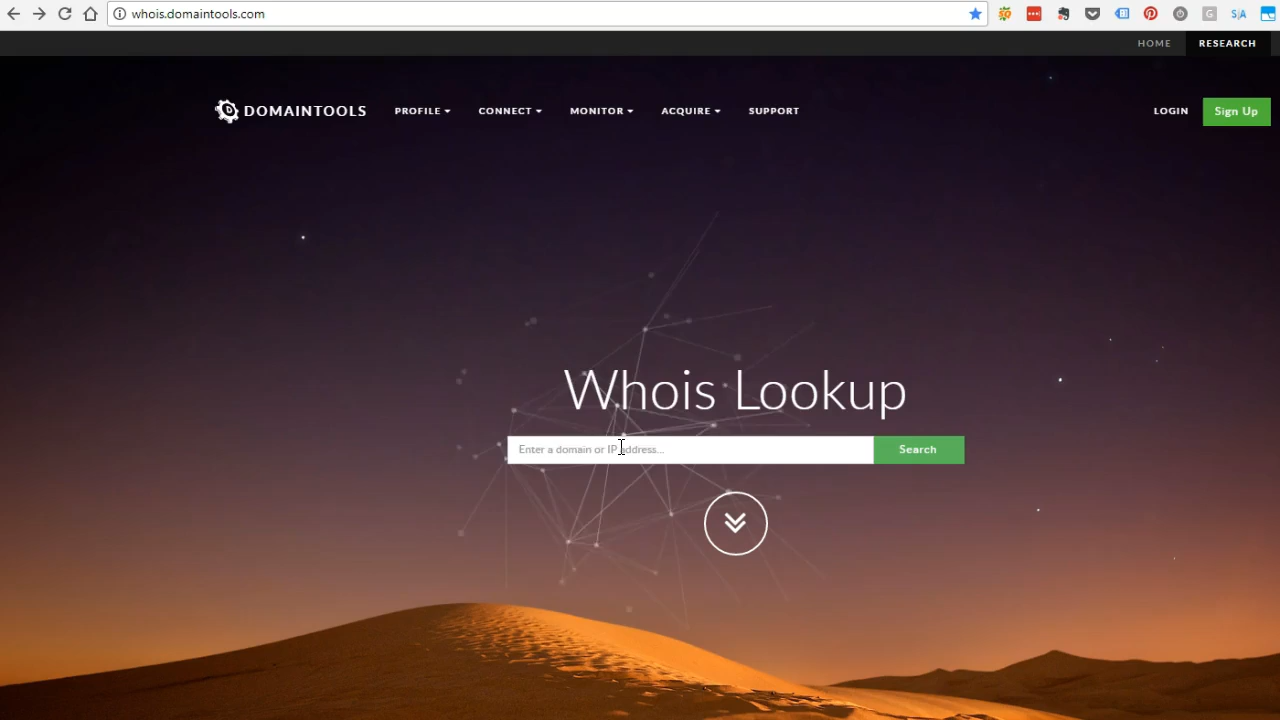 whois.domaintools.com
HOME RESEARCH
DOMAINTOOLS PROFILE CONNECT MONITOR ACQUIRE SUPPORT LOGIN Sign Up
Whois Lookup
Enter a domain or IP address... Search